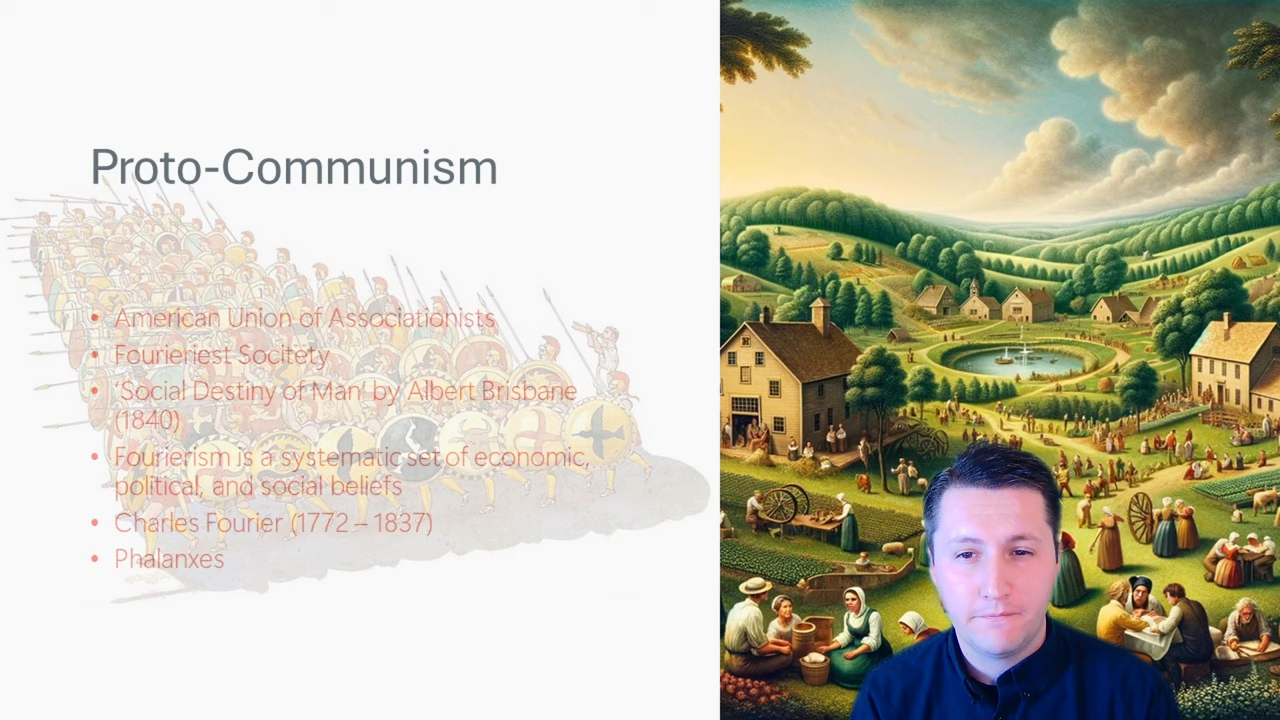 Proto-Communism
• American Union of Associationists
• Fourieriest Socitety
• 'Social Destiny of Man' by Albert Brisbane
(1840)
• Fourierism is a systematic set of economic,
political, and social beliefs
• Charles Fourier (1772 – 1837)
• Phalanxes